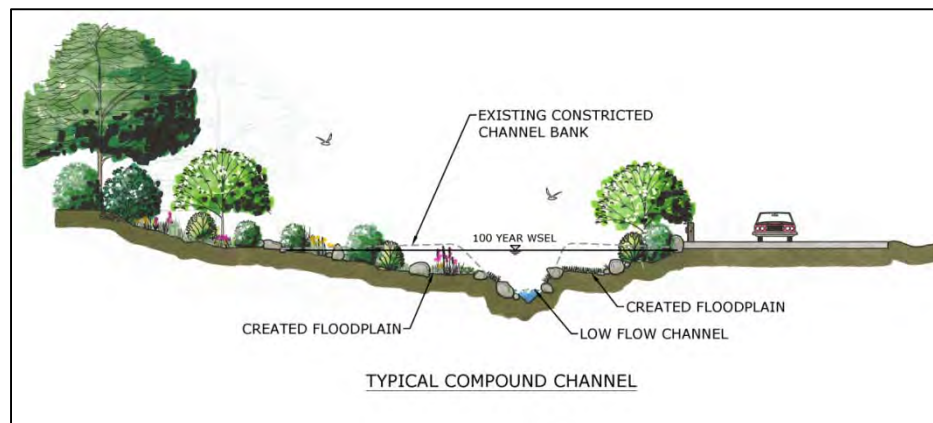 EXISTING CONSTRICTED
CHANNEL BANK
100 YEAR WSEL
CREATED FLOODPLAIN
CREATED FLOODPLAIN
LOW FLOW CHANNEL
TYPICAL COMPOUND CHANNEL